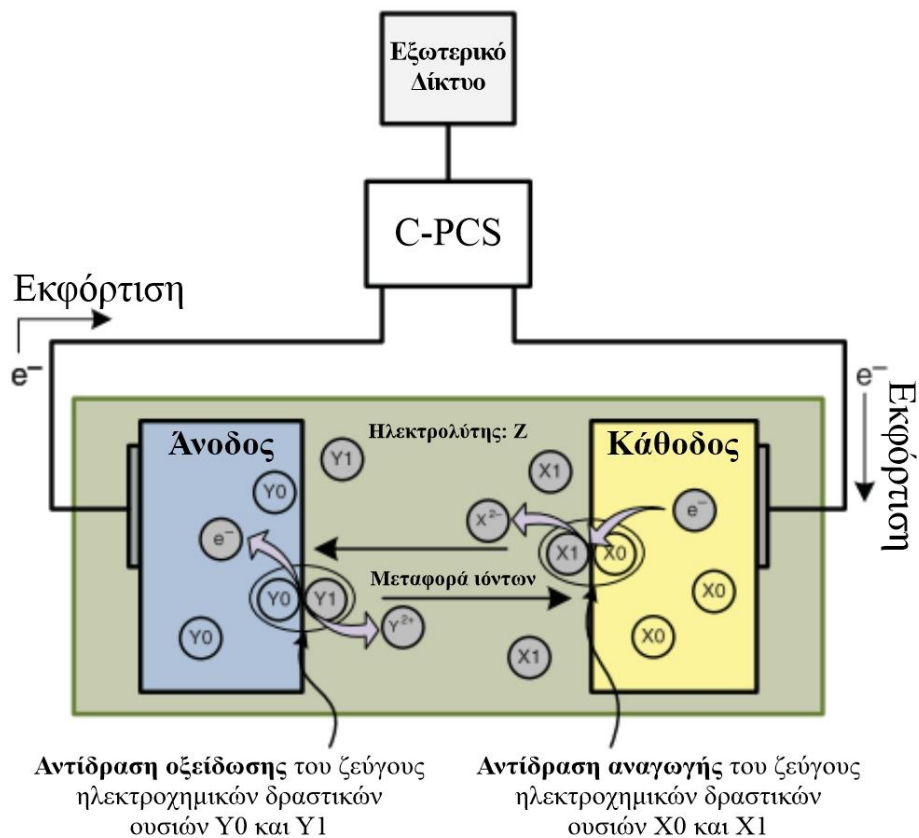 Εξωτερικό
Δίκτυο
C-PCS
Εκφόρτιση
e⁻
e⁻
Εκφόρτιση
Άνοδος
Ηλεκτρολύτης: Z
Κάθοδος
Y1
X1
Y0
X²⁻
e⁻
e⁻
X1
X0
Μεταφορά ιόντων
Y0
Y1
X0
Y²⁺
Y0
X0
X1
Αντίδραση οξείδωσης του ζεύγους
ηλεκτροχημικών δραστικών
ουσιών Y0 και Y1
Αντίδραση αναγωγής του ζεύγους
ηλεκτροχημικών δραστικών
ουσιών X0 και X1